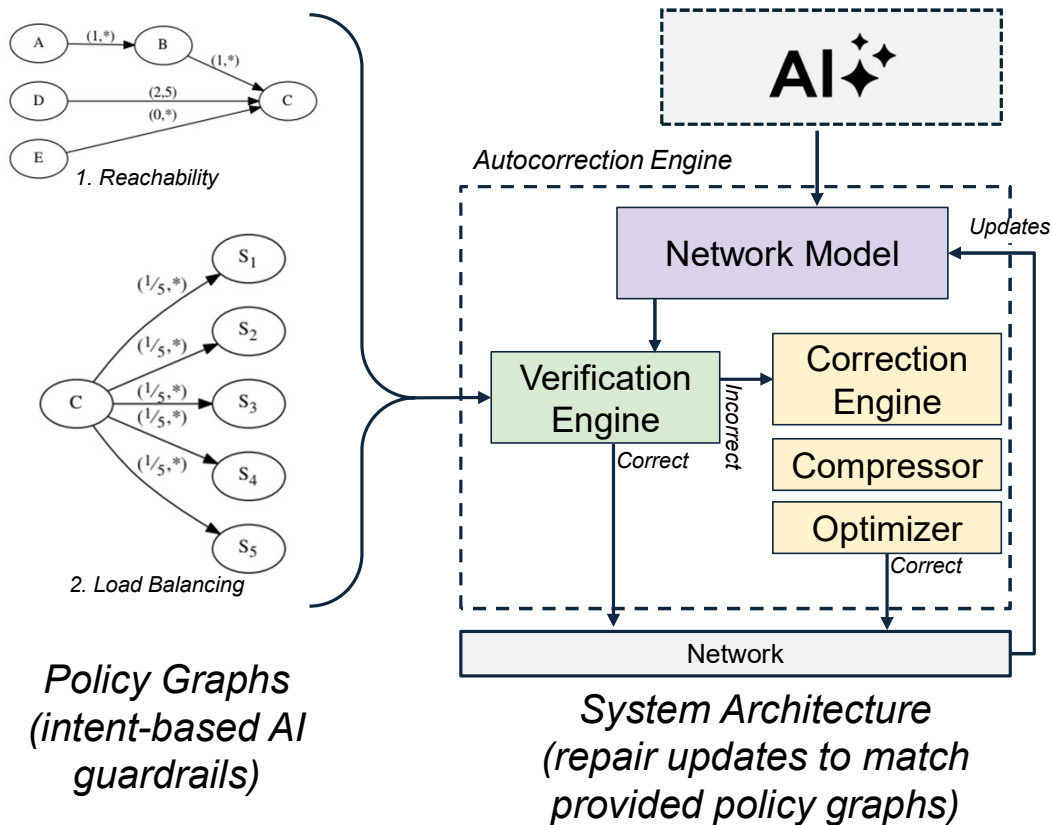 A
(1,*)
B
(1,*)
D
(2,5)
C
(0,*)
E
1. Reachability
S1
(1/5,*)
S2
(1/5,*)
(1/5,*)
S3
C
(1/5,*)
S4
(1/5,*)
S5
2. Load Balancing
Policy Graphs
(intent-based AI
guardrails)
AI
Autocorrection Engine
Updates
Network Model
Verification
Engine
Incorrect
Correction
Engine
Correct
Compressor
Optimizer
Correct
Network
System Architecture
(repair updates to match
provided policy graphs)